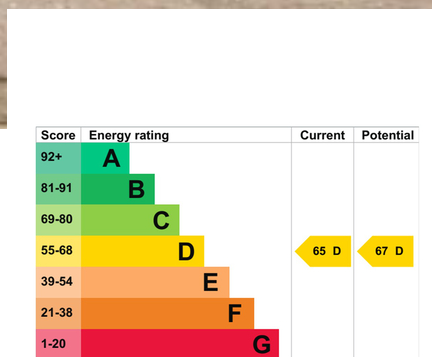 Score Energy rating Current Potential
92+ A
81-91 B
69-80 C
55-68 D 65 D 67 D
39-54 E
21-38 F
1-20 G